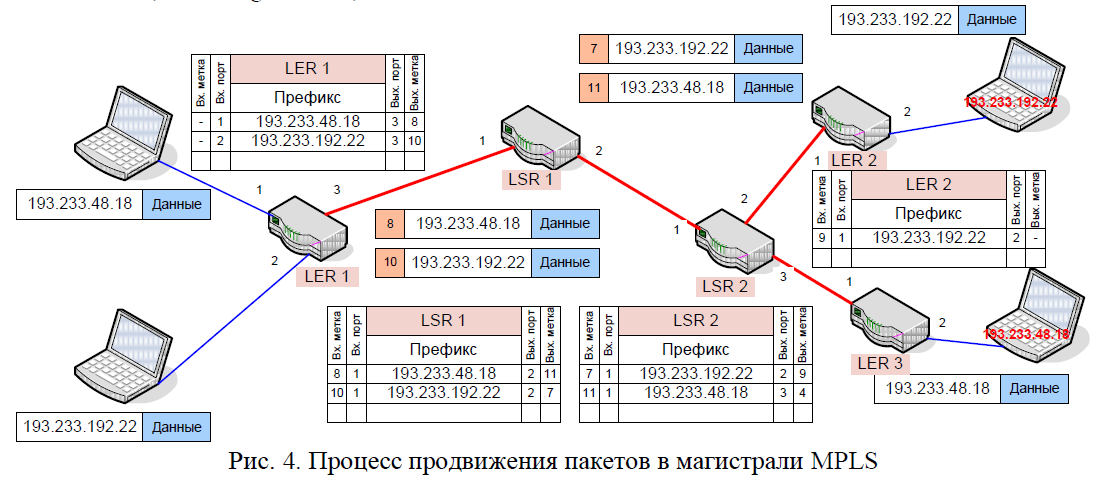 193.233.192.22 Данные
7 193.233.192.22 Данные
11 193.233.48.18 Данные
Вх. метка Вх. порт LER 1 Префикс Вых. порт Вых. метка
- 1 193.233.48.18 3 8
- 2 193.233.192.22 3 10
193.233.192.22
2
1
LER 2
1
2
LSR 1
Вх. метка Вх. порт LER 2 Префикс Вых. порт Вых. метка
9 1 193.233.192.22 2 -
193.233.48.18 Данные
1
3
2
LER 1
8 193.233.48.18 Данные
10 193.233.192.22 Данные
2
1
3
LSR 2
1
2
LER 3
193.233.48.18
193.233.48.18 Данные
Вх. метка Вх. порт LSR 1 Префикс Вых. порт Вых. метка
8 1 193.233.48.18 2 11
10 1 193.233.192.22 2 7
Вх. метка Вх. порт LSR 2 Префикс Вых. порт Вых. метка
7 1 193.233.192.22 2 9
11 1 193.233.48.18 3 4
193.233.192.22 Данные
Рис. 4. Процесс продвижения пакетов в магистрали MPLS